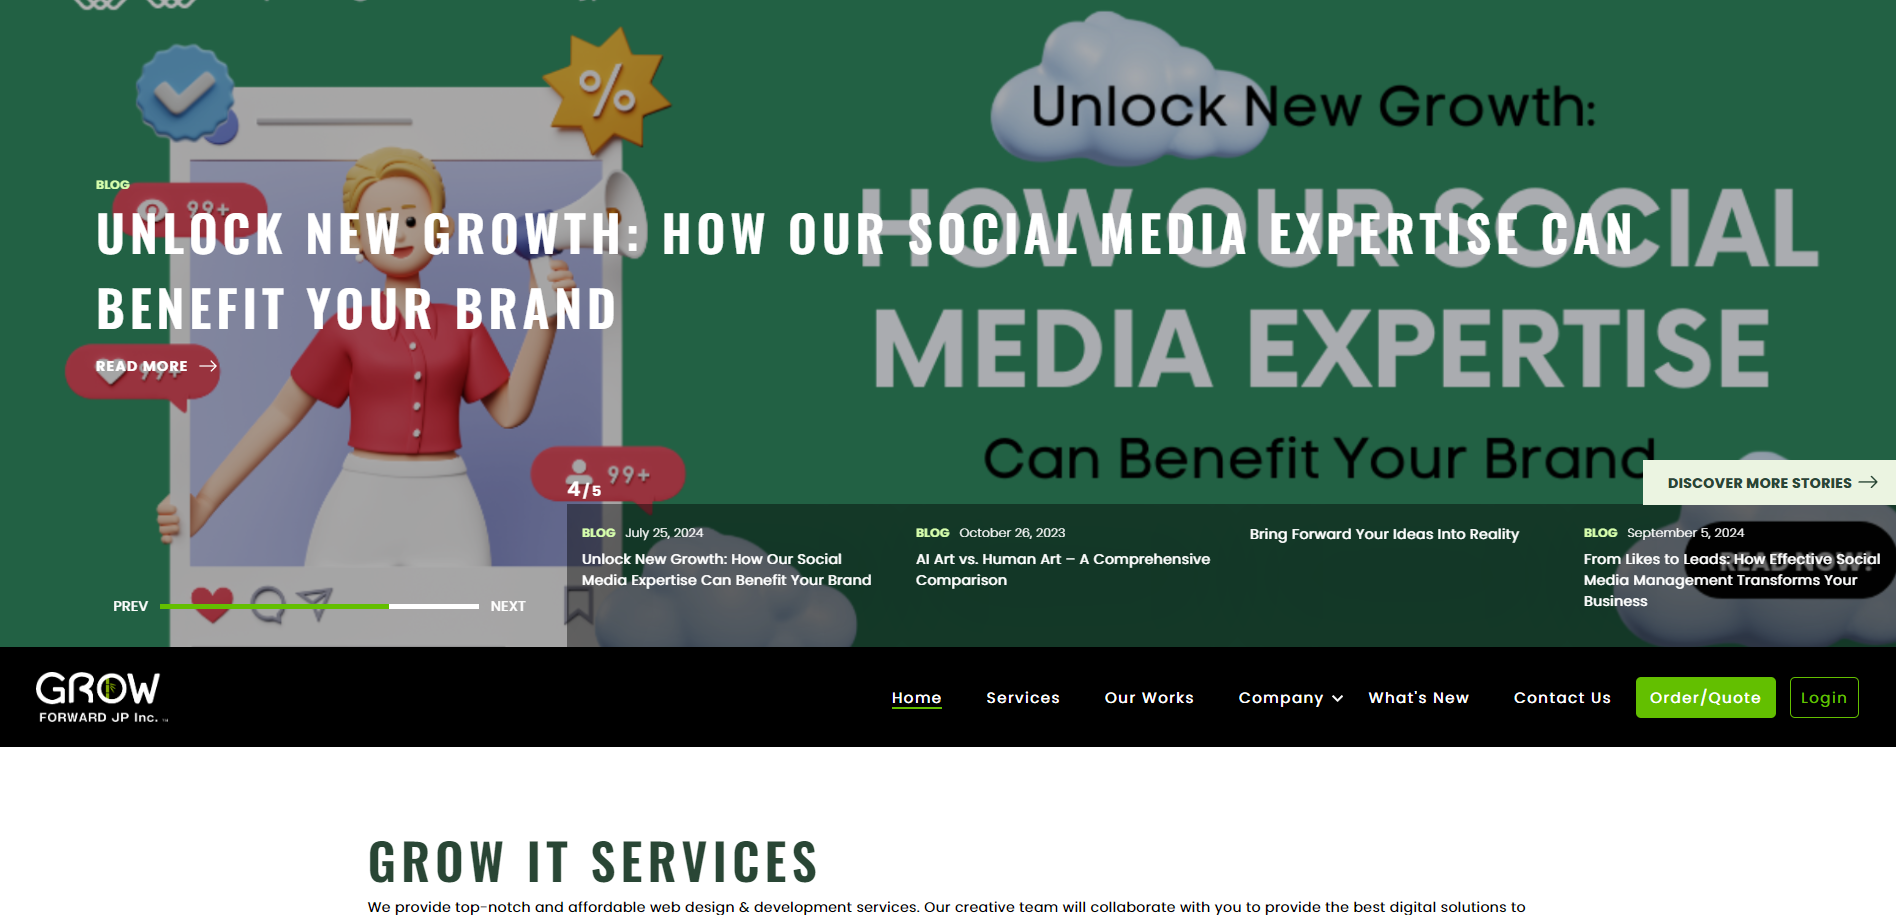 Unlock New Growth:
BLOG
99+
HOW OUR SOCIAL
UNLOCK NEW GROWTH: HOW OUR SOCIAL MEDIA EXPERTISE CAN
BENEFIT YOUR BRAND
MEDIA EXPERTISE
READ MORE
99+
Can Benefit Your Brand
99+
4/5
DISCOVER MORE STORIES
BLOG July 25, 2024
Unlock New Growth: How Our Social
Media Expertise Can Benefit Your Brand
BLOG October 26, 2023
AI Art vs. Human Art – A Comprehensive
Comparison
Bring Forward Your Ideas Into Reality
BLOG September 5, 2024
From Likes to Leads: How Effective Social
Media Management Transforms Your
Business
READ NOW!
PREV
NEXT
GROW
FORWARD JP Inc.
Home
Services
Our Works
Company
What's New
Contact Us
Order/Quote
Login
GROW IT SERVICES
We provide top-notch and affordable web design & development services. Our creative team will collaborate with you to provide the best digital solutions to